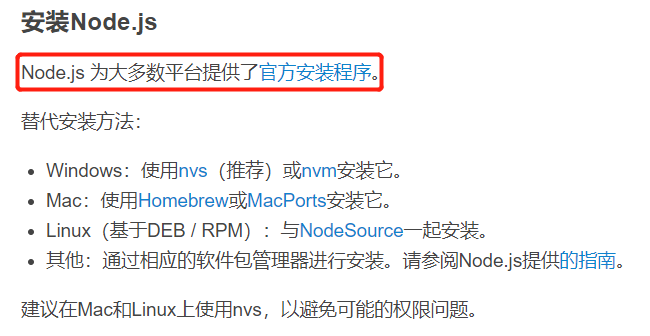 安装Node.js
Node.js 为大多数平台提供了官方安装程序。
替代安装方法：
Windows：使用nvs（推荐）或nvm安装它。
Mac：使用Homebrew或MacPorts安装它。
Linux（基于DEB / RPM）：与NodeSource一起安装。
其他：通过相应的软件包管理器进行安装。请参阅Node.js提供的指南。
建议在Mac和Linux上使用nvs，以避免可能的权限问题。